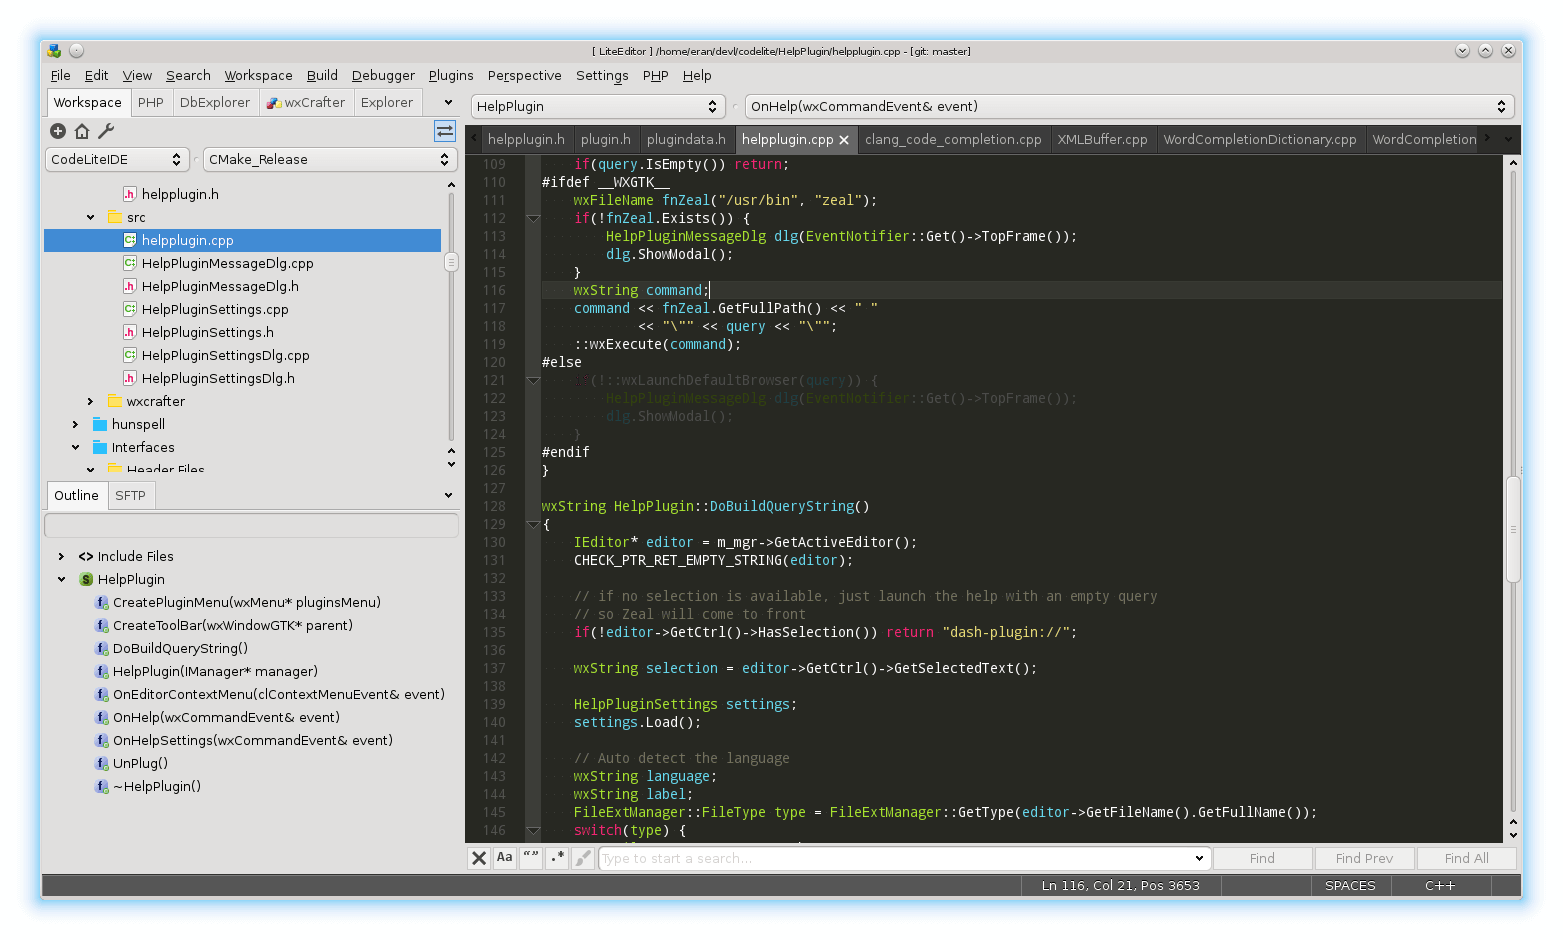 [ LiteEditor ] /home/eran/devl/codelite/HelpPlugin/helpplugin.cpp - [git: master]
File Edit View Search Workspace Build Debugger Plugins Perspective Settings PHP Help
Workspace PHP DbExplorer wxCrafter Explorer
HelpPlugin
OnHelp(wxCommandEvent& event)
CodeLiteIDE
CMake_Release
helpplugin.h
src
helpplugin.cpp
HelpPluginMessageDlg.cpp
HelpPluginMessageDlg.h
HelpPluginSettings.cpp
HelpPluginSettings.h
HelpPluginSettingsDlg.cpp
HelpPluginSettingsDlg.h
wxcrafter
hunspell
Interfaces
Header Files
Outline SFTP
<> Include Files
S HelpPlugin
f CreatePluginMenu(wxMenu* pluginsMenu)
f CreateToolBar(wxWindowGTK* parent)
f DoBuildQueryString()
f HelpPlugin(IManager* manager)
f OnEditorContextMenu(clContextMenuEvent& event)
f OnHelp(wxCommandEvent& event)
f OnHelpSettings(wxCommandEvent& event)
f UnPlug()
f ~HelpPlugin()
helpplugin.h plugin.h plugindata.h helpplugin.cpp clang_code_completion.cpp XMLBuffer.cpp WordCompletionDictionary.cpp WordCompletion
109 if(query.IsEmpty()) return;
110 #ifdef __WXGTK__
111 wxFileName fnZeal("/usr/bin", "zeal");
112 if(!fnZeal.Exists()) {
113 HelpPluginMessageDlg dlg(EventNotifier::Get()->TopFrame());
114 dlg.ShowModal();
115 }
116 wxString command;
117 command << fnZeal.GetFullPath() << " "
118 << "\"" << query << "\"";
119 ::wxExecute(command);
120 #else
121 (!::wxLaunchDefaultBrowser(query)) {
122 HelpPluginMessageDlg dlg(EventNotifier::Get()->TopFrame());
123 dlg.ShowModal();
124 }
125 #endif
126 }
127
128 wxString HelpPlugin::DoBuildQueryString()
129 {
130 IEditor* editor = m_mgr->GetActiveEditor();
131 CHECK_PTR_RET_EMPTY_STRING(editor);
132
133 // if no selection is available, just launch the help with an empty query
134 // so Zeal will come to front
135 if(!editor->GetCtrl()->HasSelection()) return "dash-plugin://";
136
137 wxString selection = editor->GetCtrl()->GetSelectedText();
138
139 HelpPluginSettings settings;
140 settings.Load();
141
142 // Auto detect the language
143 wxString language;
144 wxString label;
145 FileExtManager::FileType type = FileExtManager::GetType(editor->GetFileName().GetFullName());
146 switch(type) {
Aa “” .* Type to start a search... Find Find Prev Find All
Ln 116, Col 21, Pos 3653 SPACES C++